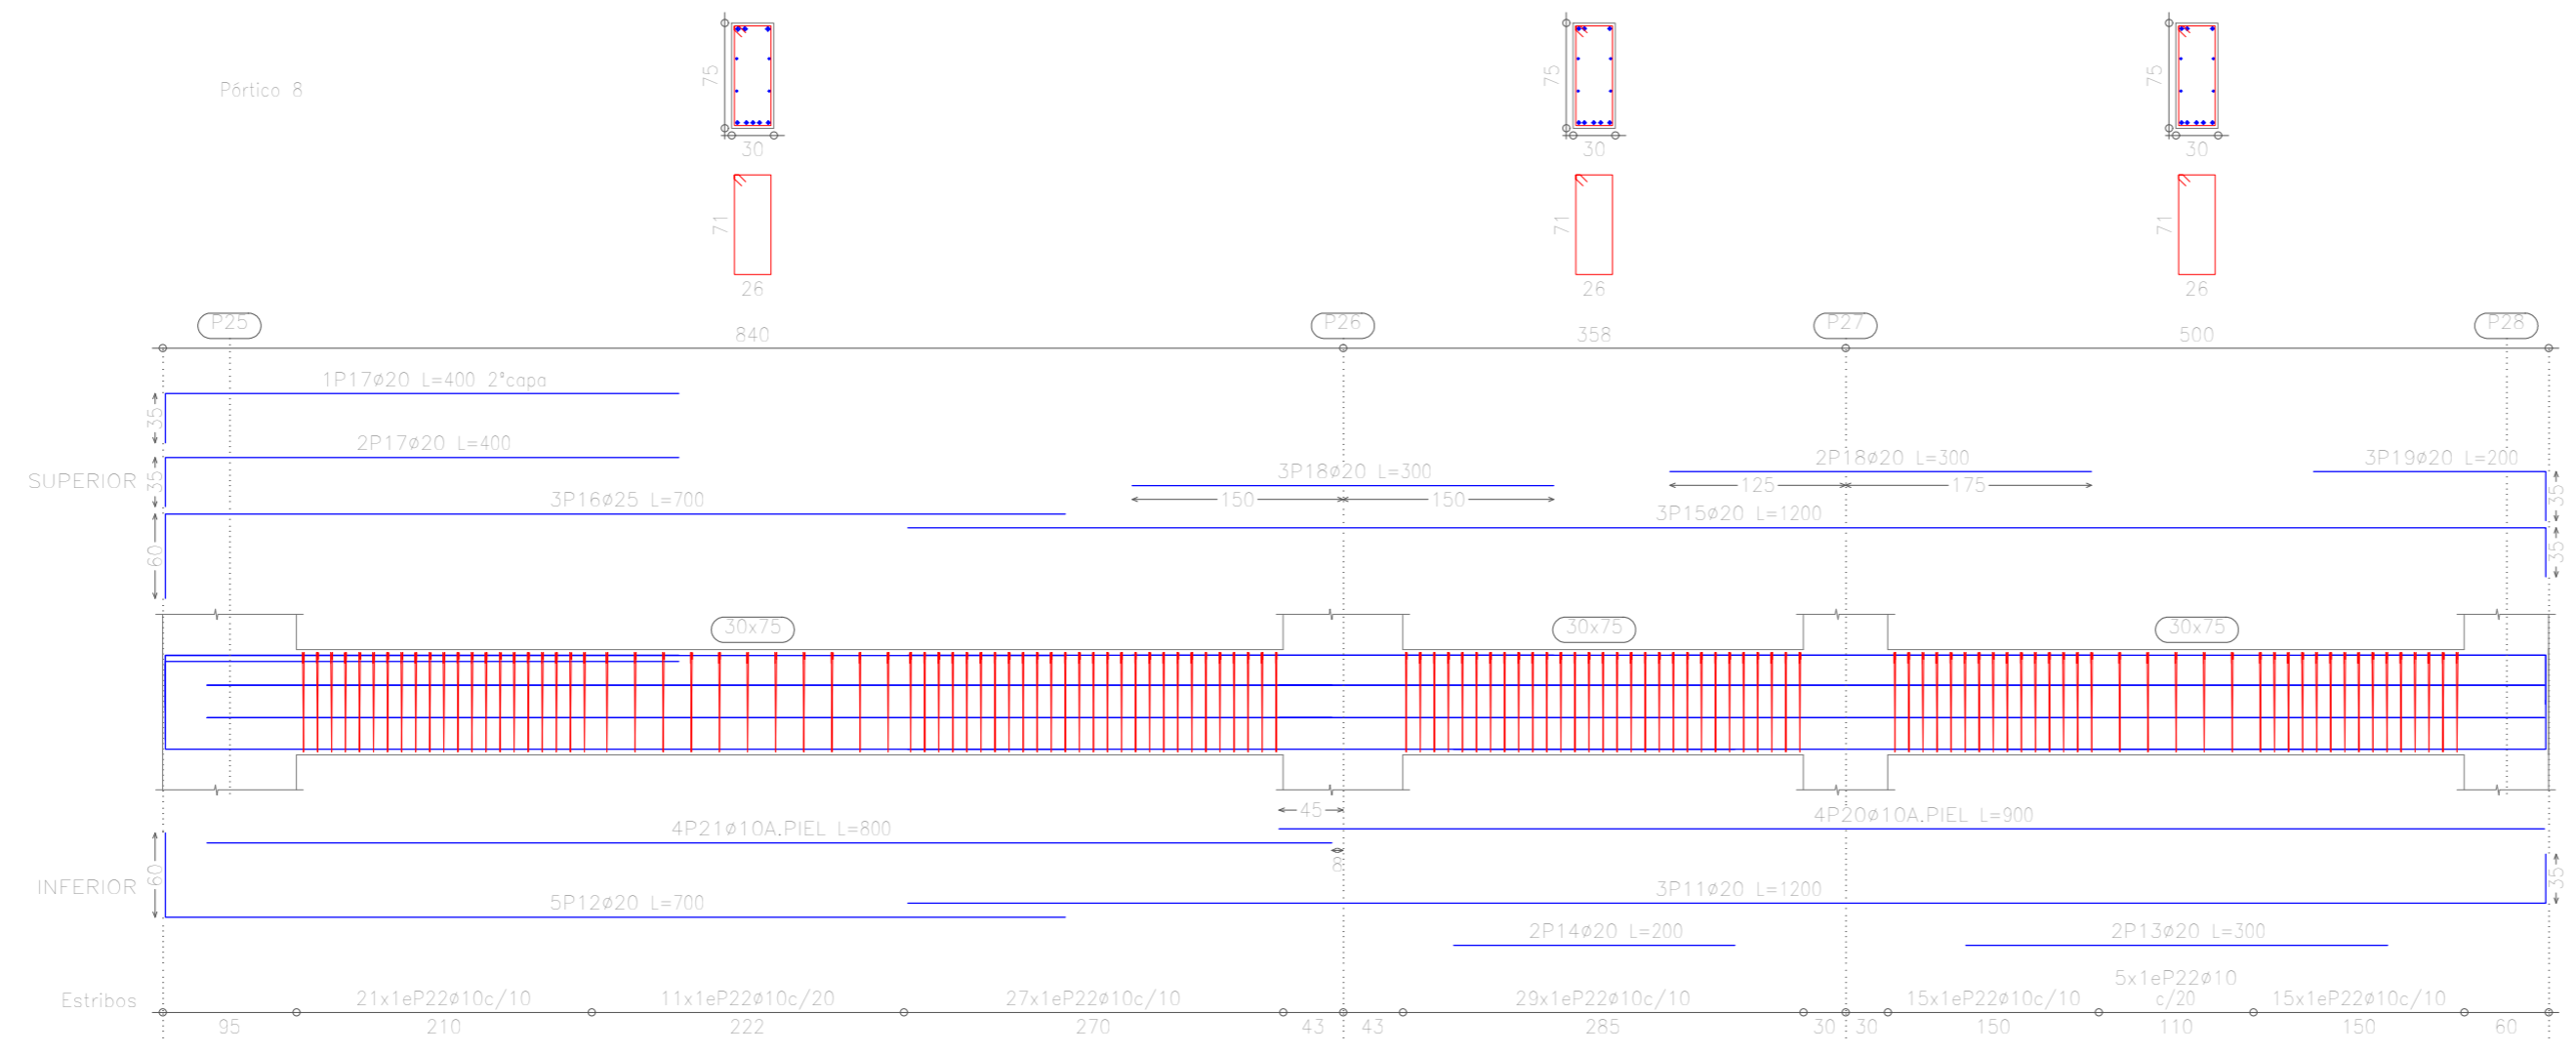 75
75
75
Pórtico 8
30
30
30
71
71
71
26
26
26
P25
840
P26
358
P27
500
P28
1P17ø20 L=400 2ªcapa
35
2P17ø20 L=400
SUPERIOR
35
3P18ø20 L=300
2P18ø20 L=300
3P19ø20 L=200
150
150
125
175
35
3P16ø25 L=700
3P15ø20 L=1200
60
35
30x75
30x75
30x75
45
4P21ø10A.PIEL L=800
4P20ø10A.PIEL L=900
8
INFERIOR
60
35
5P12ø20 L=700
3P11ø20 L=1200
2P14ø20 L=200
2P13ø20 L=300
Estribos
21x1eP22ø10c/10
11x1eP22ø10c/20
27x1eP22ø10c/10
29x1eP22ø10c/10
15x1eP22ø10c/10
5x1eP22ø10
c/20
15x1eP22ø10c/10
95
210
222
270
43
43
285
30
30
150
110
150
60